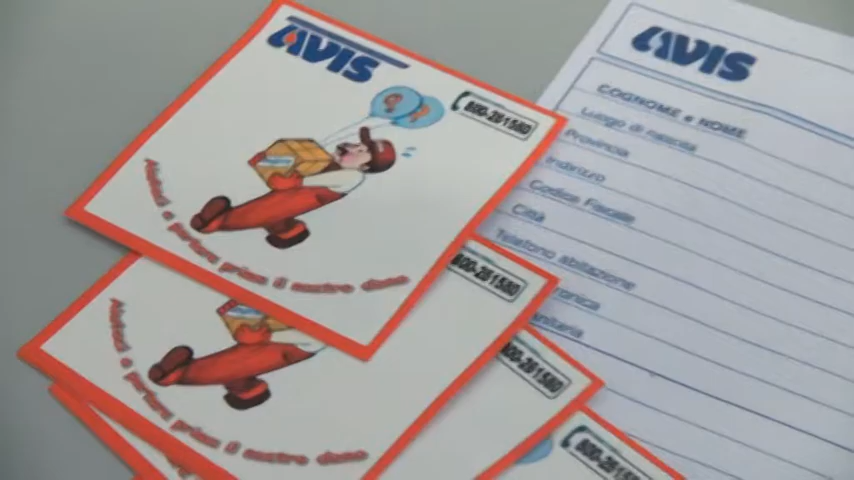 AVIS
800-261580
Aiutaci a portare prima il nostro dono
800-261580
Aiutaci a portare prima il nostro dono
800-261580
800-261580
AVIS
COGNOME e NOME
Luogo di nascita
Provincia
Indirizzo
Codice Fiscale
Città
Telefono abitazione